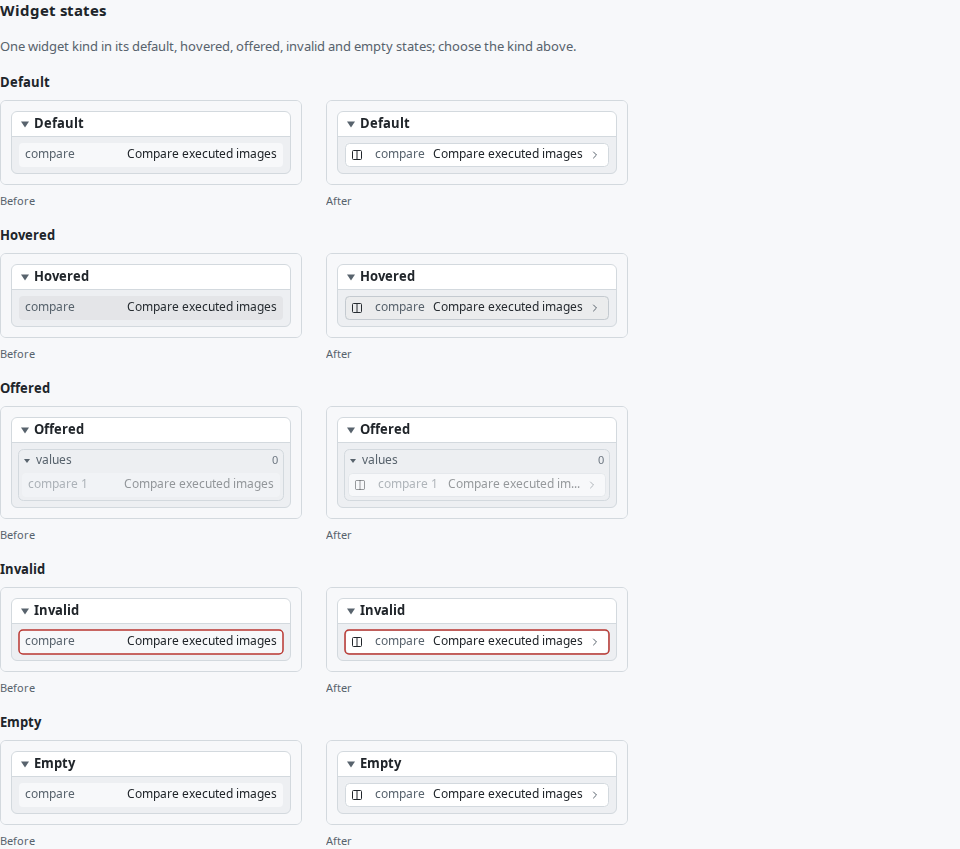 Widget states
One widget kind in its default, hovered, offered, invalid and empty states; choose the kind above.
Default
Default
compare Compare executed images
Before
Default
compare Compare executed images
After
Hovered
Hovered
compare Compare executed images
Before
Hovered
compare Compare executed images
After
Offered
Offered
values 0
compare 1 Compare executed images
Before
Offered
values 0
compare 1 Compare executed im...
After
Invalid
Invalid
compare Compare executed images
Before
Invalid
compare Compare executed images
After
Empty
Empty
compare Compare executed images
Before
Empty
compare Compare executed images
After